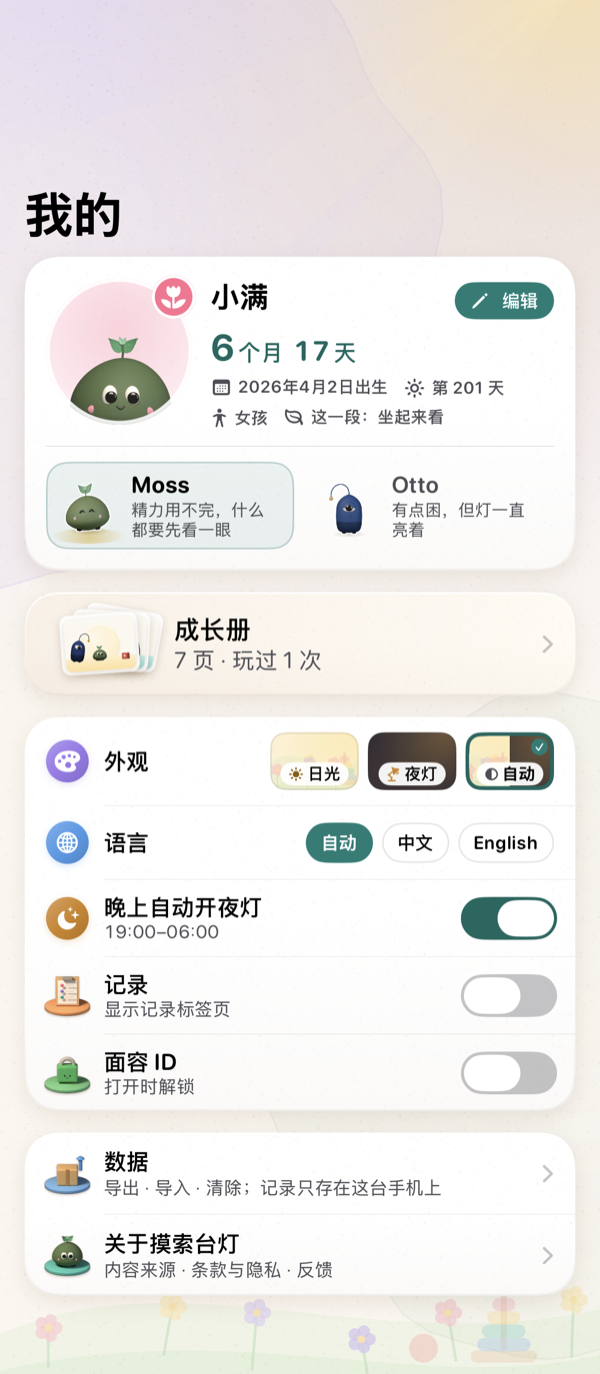 我的
小满
编辑
6个月 17天
2026年4月2日出生 第 201 天
女孩 这一段：坐起来看
Moss
精力用不完，什么
都要先看一眼
Otto
有点困，但灯一直
亮着
成长册
7 页 · 玩过 1 次
外观
日光
夜灯
自动
语言
自动
中文
English
晚上自动开夜灯
19:00–06:00
记录
显示记录标签页
面容 ID
打开时解锁
数据
导出 · 导入 · 清除；记录只存在这台手机上
关于摸索台灯
内容来源 · 条款与隐私 · 反馈